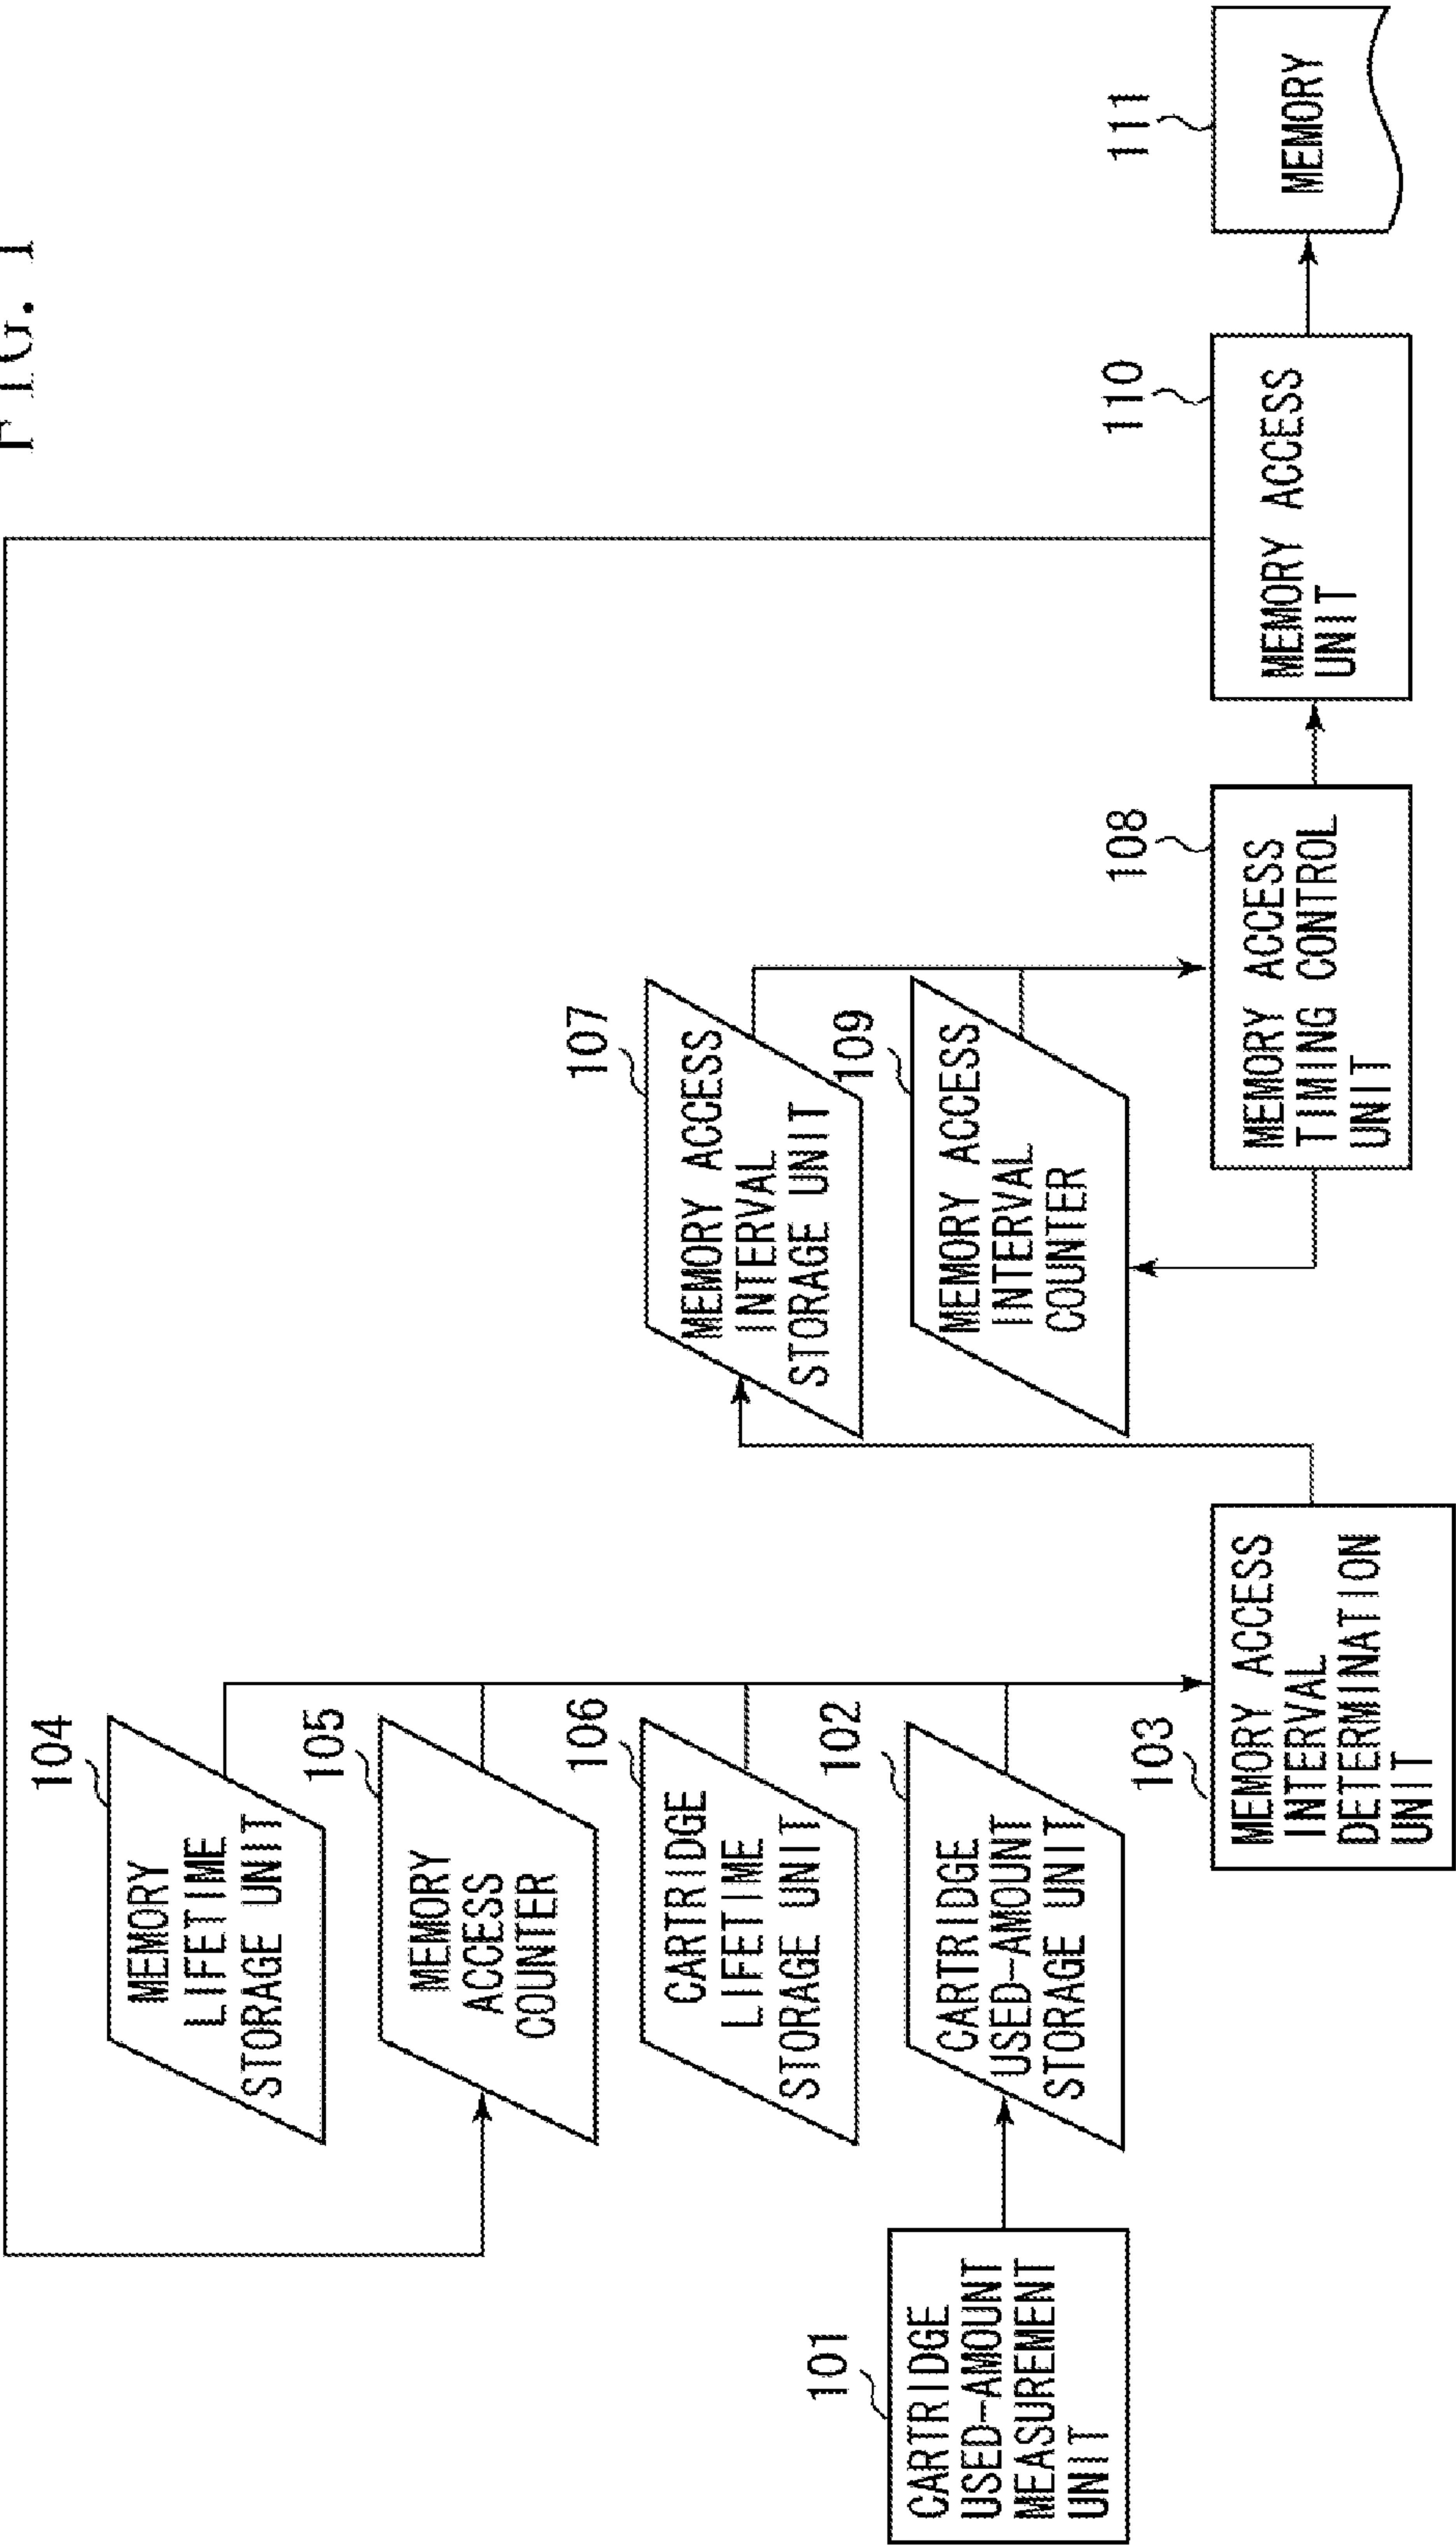 FIG. 1
104
MEMORY
LIFETIME
STORAGE UNIT
105
MEMORY
ACCESS
COUNTER
106
CARTRIDGE
LIFETIME
STORAGE UNIT
102
CARTRIDGE
USED-AMOUNT
STORAGE UNIT
101
CARTRIDGE
USED-AMOUNT
MEASUREMENT
UNIT
103
MEMORY ACCESS
INTERVAL
DETERMINATION
UNIT
107
MEMORY ACCESS
INTERVAL
STORAGE UNIT
109
MEMORY ACCESS
INTERVAL
COUNTER
108
MEMORY ACCESS
TIMING CONTROL
UNIT
110
MEMORY ACCESS
UNIT
111
MEMORY